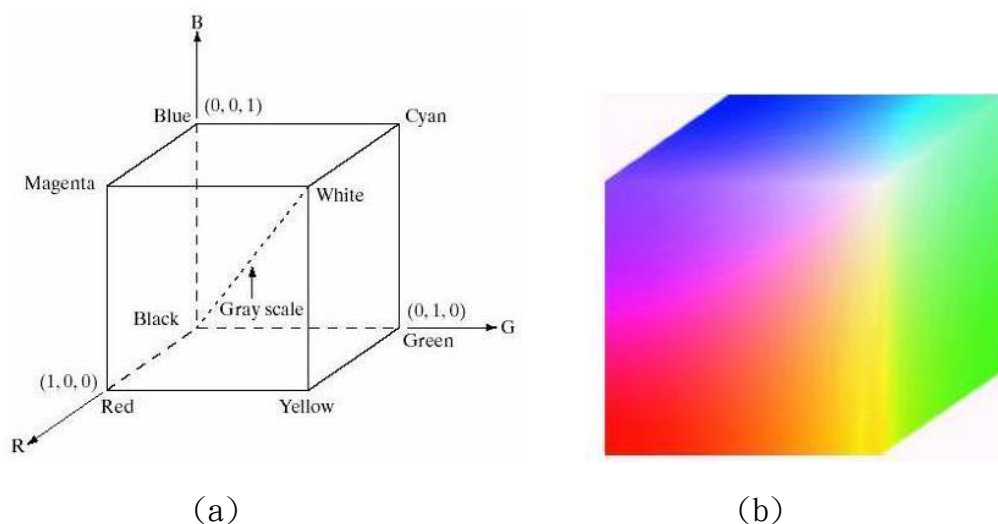 B
Blue
(0, 0, 1)
Cyan
Magenta
White
Gray scale
Black
(0, 1, 0)
G
Green
(1, 0, 0)
Red
Yellow
R
(a)
(b)